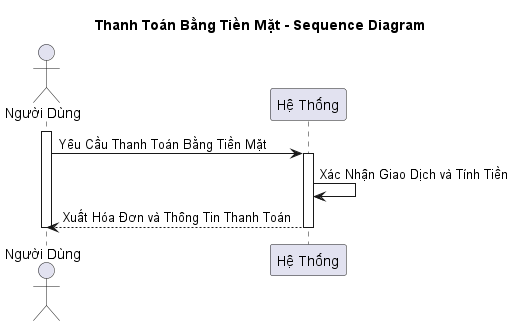 Thanh Toán Bằng Tiền Mặt - Sequence Diagram
Người Dùng
Hệ Thống
Yêu Cầu Thanh Toán Bằng Tiền Mặt
Xác Nhận Giao Dịch và Tính Tiền
Xuất Hóa Đơn và Thông Tin Thanh Toán
Người Dùng
Hệ Thống